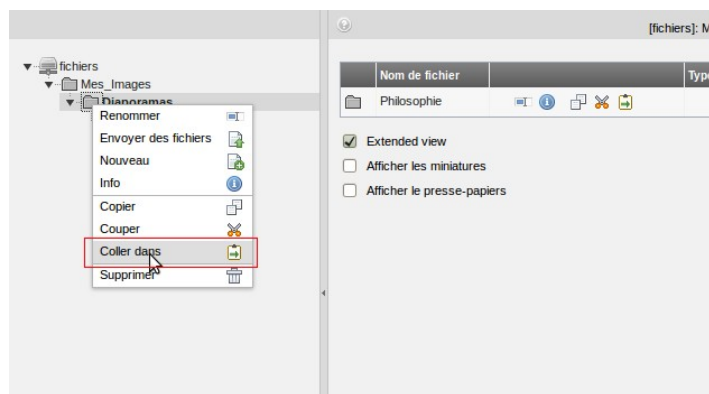 fichiers
Mes_Images
Diaporamas
Renommer
Envoyer des fichiers
Nouveau
Info
Copier
Couper
Coller dans
Supprimer
[fichiers]: M
Nom de fichier
Typ
Philosophie
Extended view
Afficher les miniatures
Afficher le presse-papiers